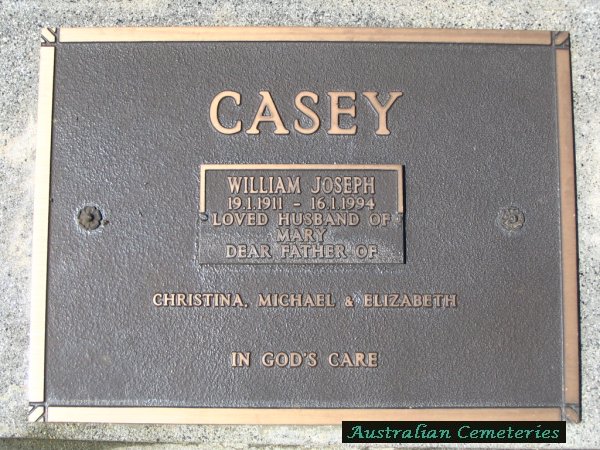 CASEY
WILLIAM JOSEPH
19.1.1911 - 16.1.1994
LOVED HUSBAND OF
MARY
DEAR FATHER OF
CHRISTINA, MICHAEL & ELIZABETH
IN GOD'S CARE
Australian Cemeteries